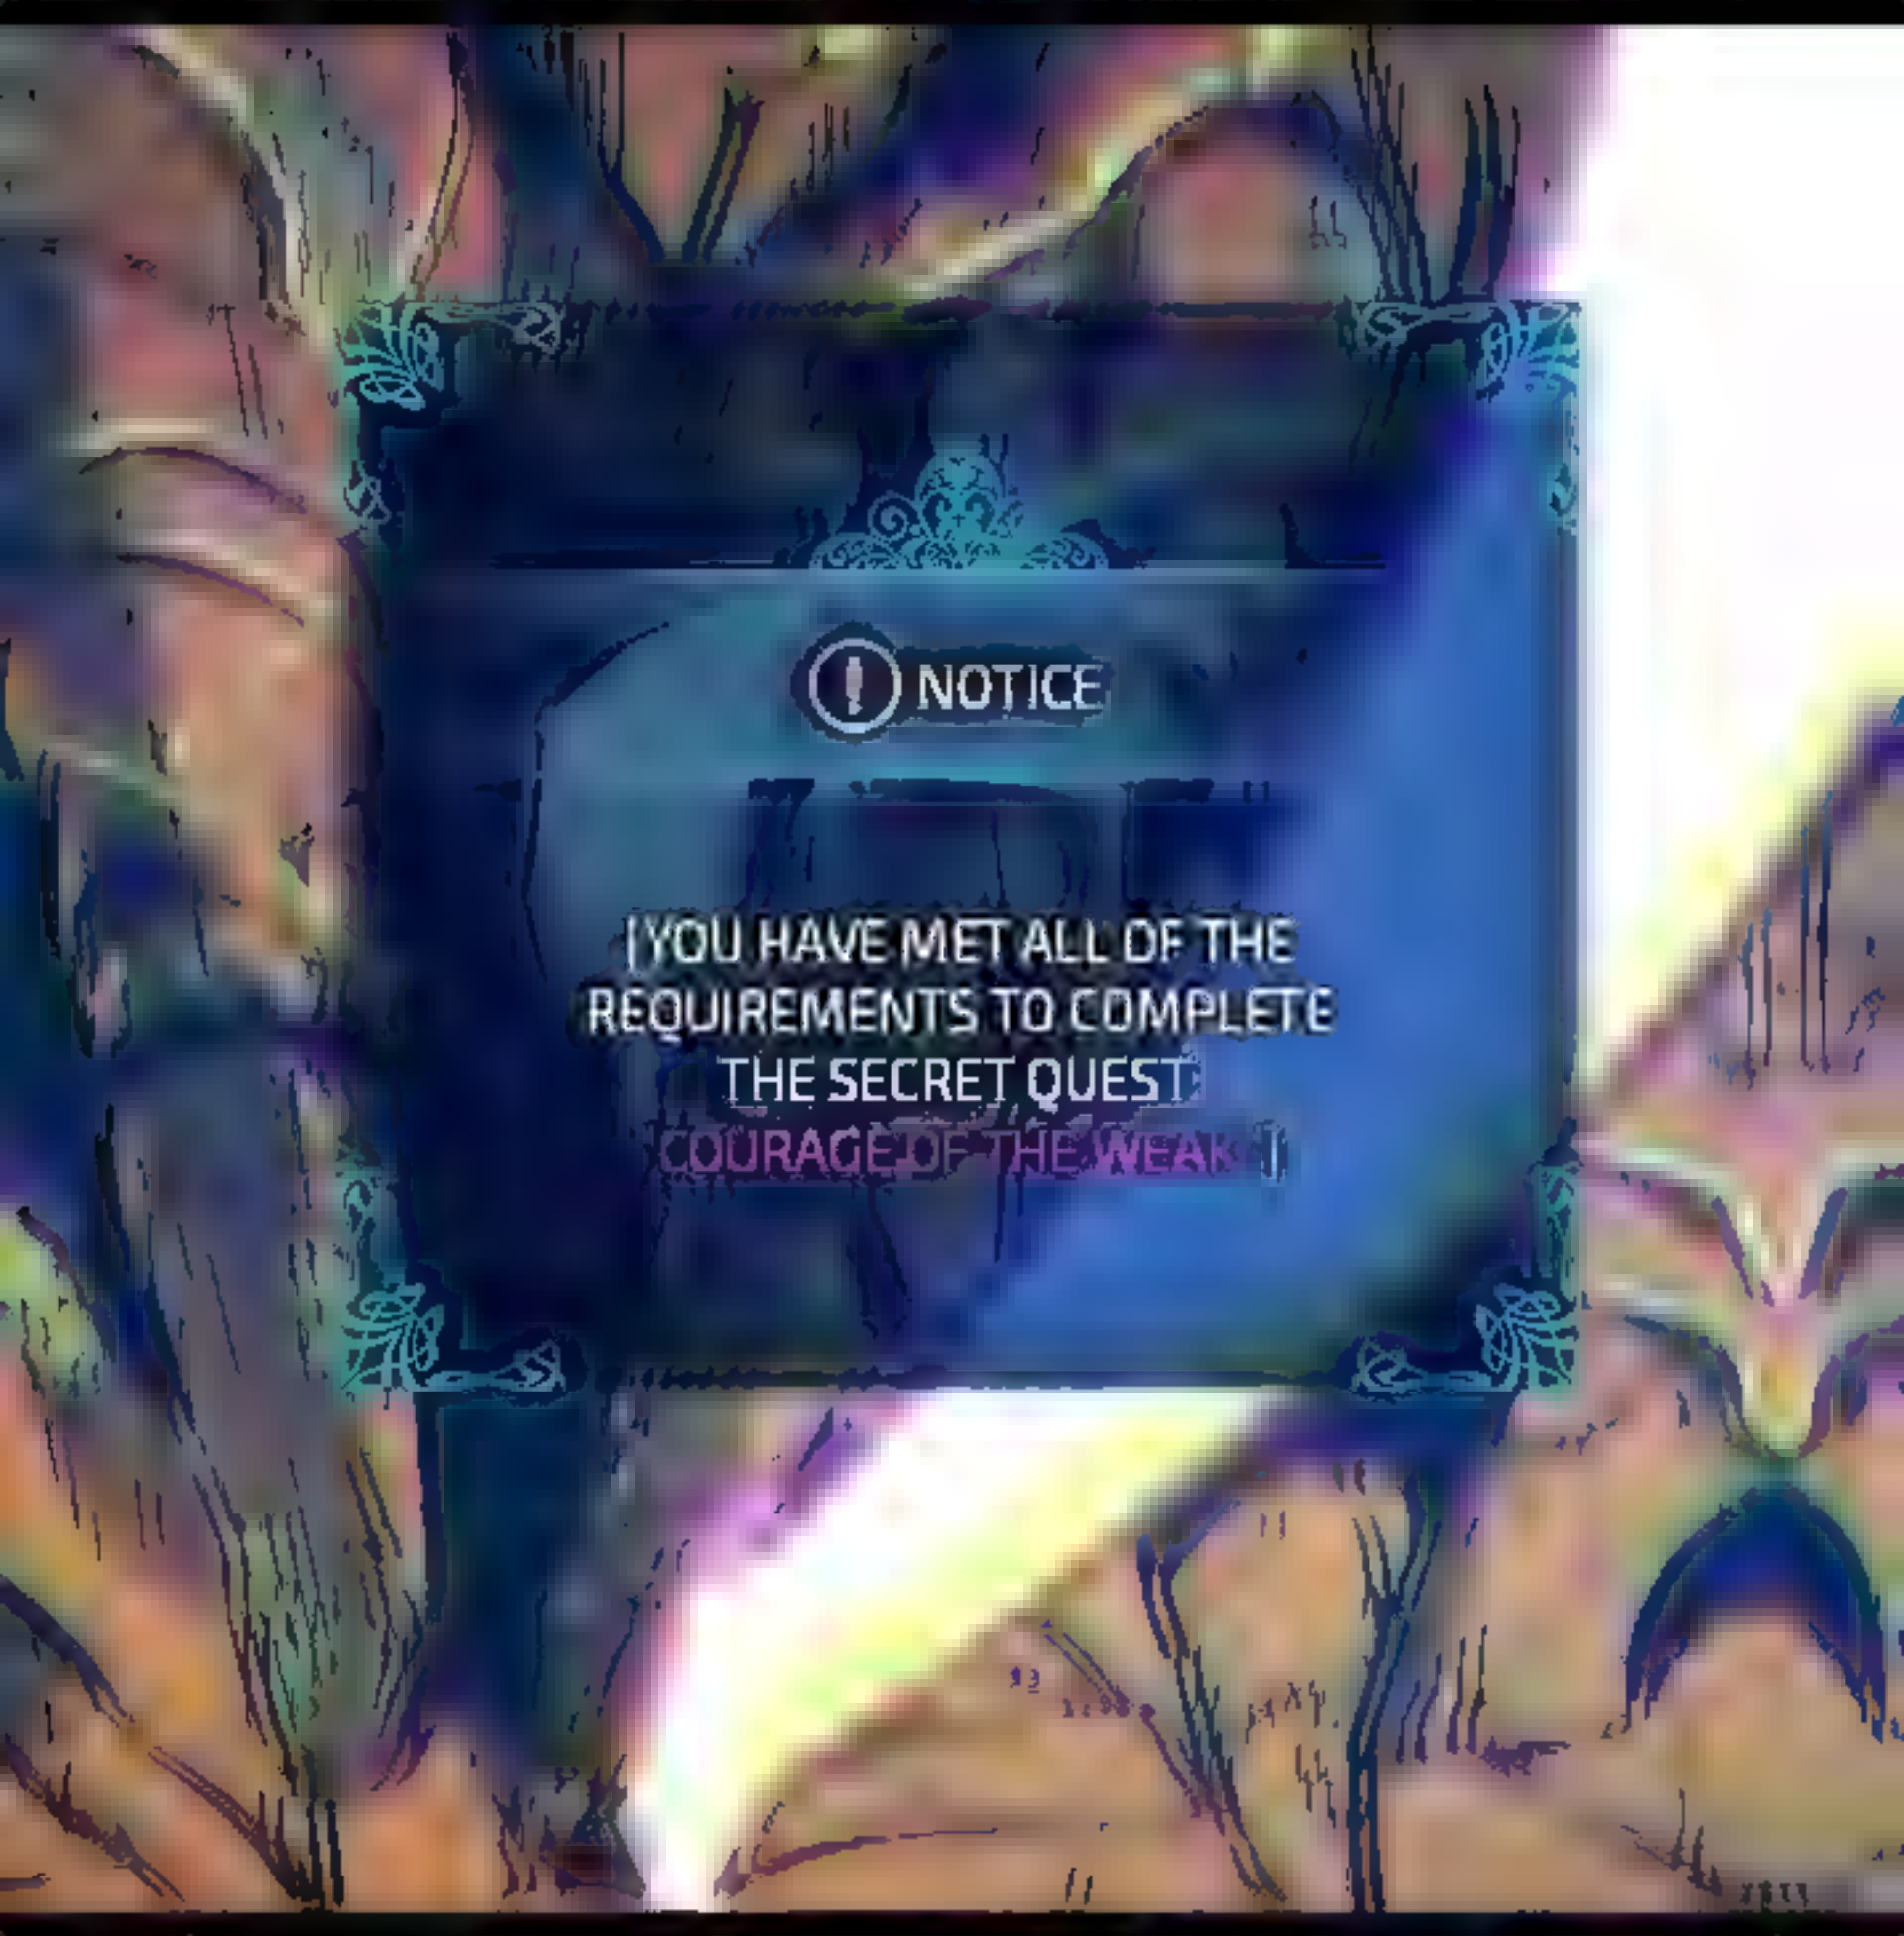 NOTICE
[YOU HAVE MET ALL OF THE
REQUIREMENTS TO COMPLETE
THE SECRET QUEST:
COURAGE OF THE WEAK.]